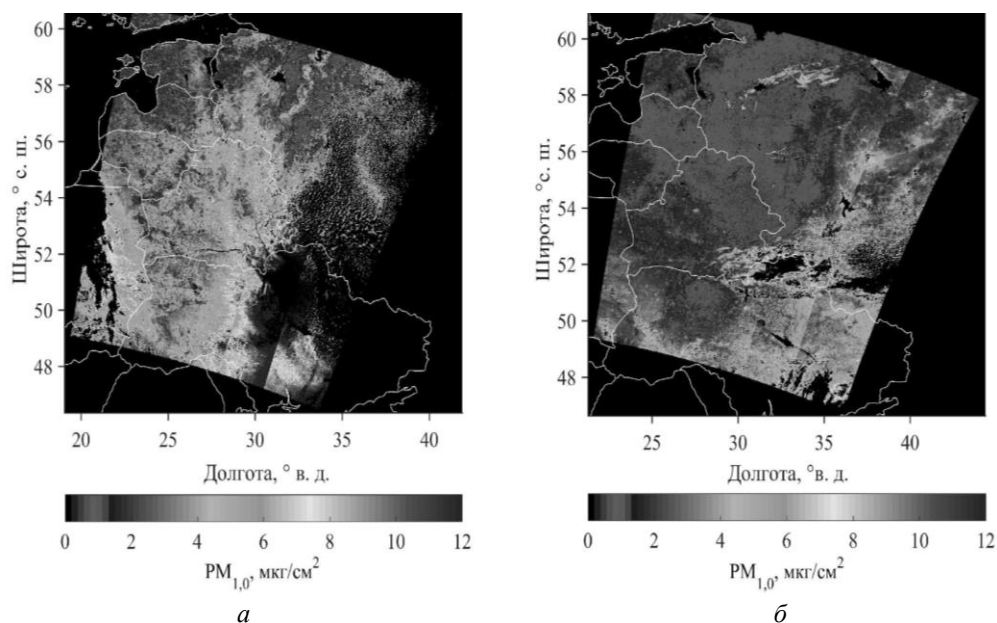 60
58
56
54
52
50
48
Широта, ° с. ш.
20 25 30 35 40
Долгота, ° в. д.
0 2 4 6 8 10 12
PM1,0, мкг/см2
а
60
58
56
54
52
50
48
Широта, °с. ш.
25 30 35 40
Долгота, °в. д.
0 2 4 6 8 10 12
PM1,0, мкг/см2
б